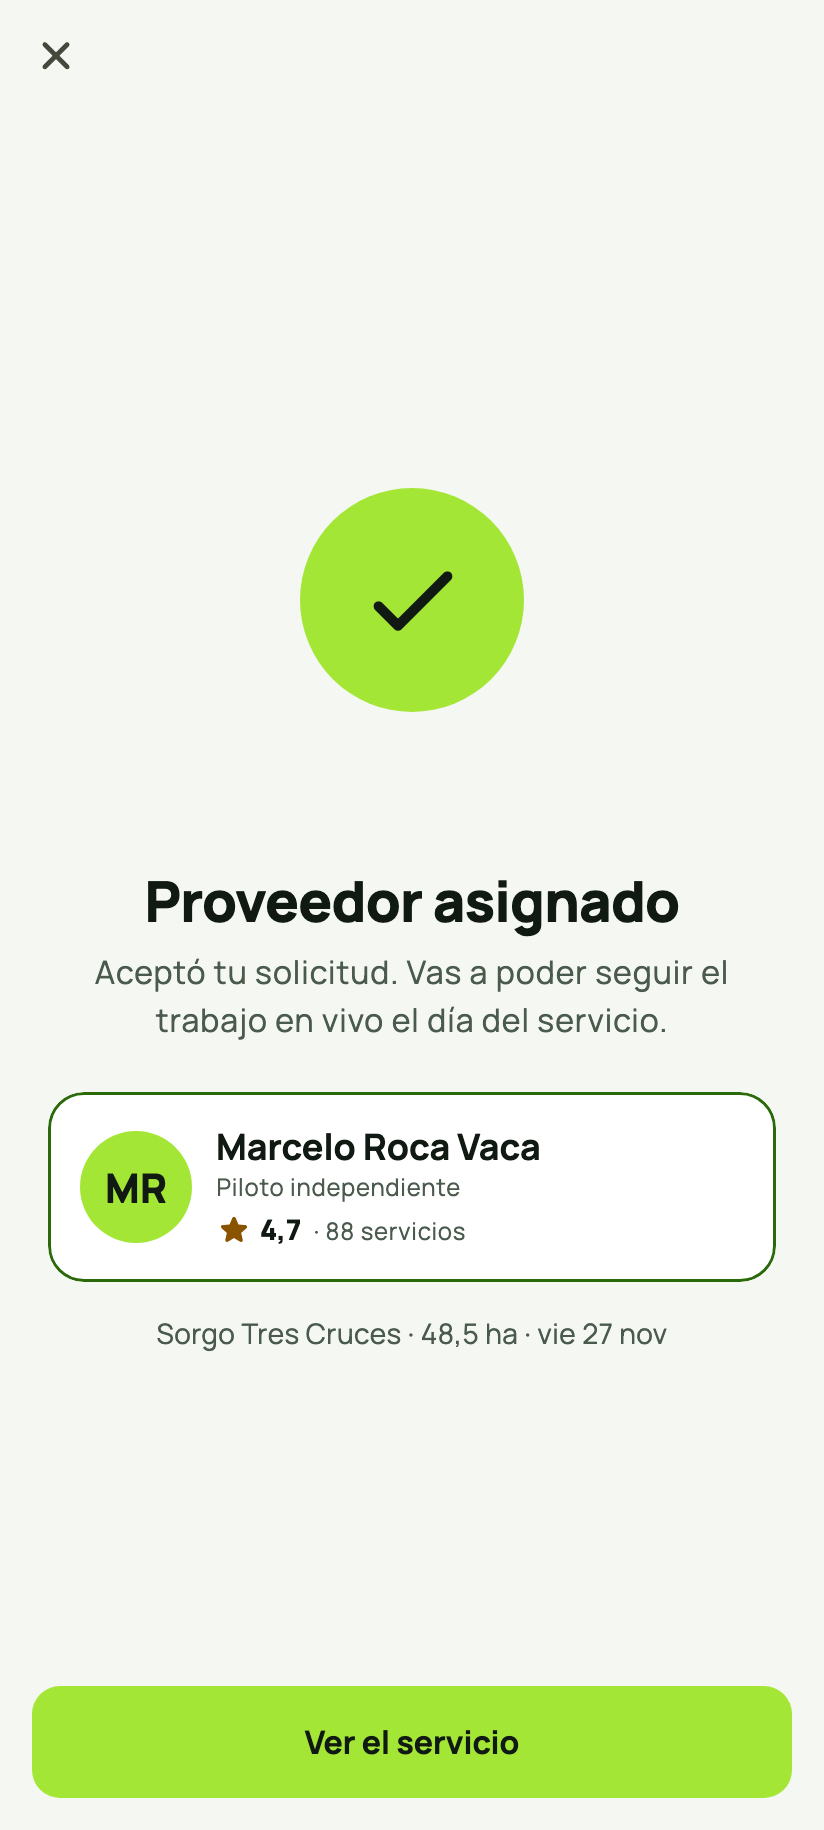 Proveedor asignado
Aceptó tu solicitud. Vas a poder seguir el
trabajo en vivo el día del servicio.
MR
Marcelo Roca Vaca
Piloto independiente
4,7 · 88 servicios
Sorgo Tres Cruces · 48,5 ha · vie 27 nov
Ver el servicio